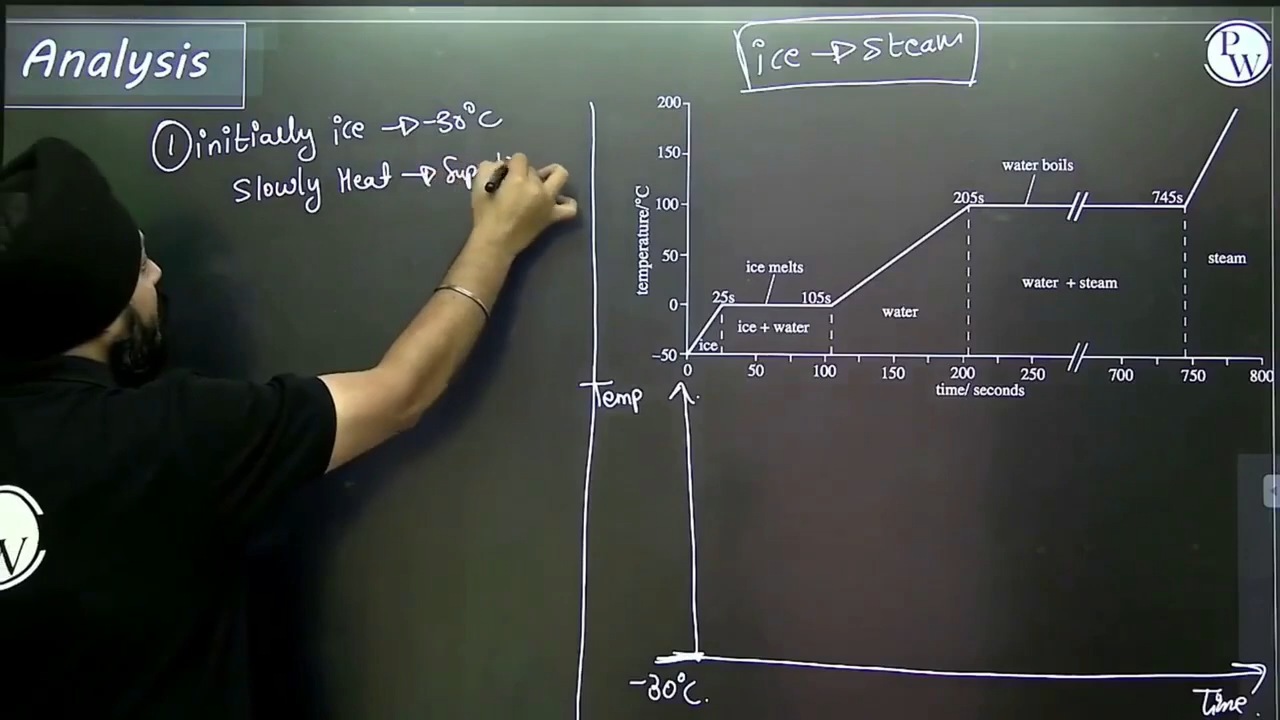 Analysis
ice → Steam
PW
① initially ice → -30°C
Slowly Heat →
200
150
100
50
0
-50
temperature/°C
water boils
205s
745s
steam
water + steam
ice melts
25s
105s
ice + water
water
ice
0
50
100
150
200
250
700
750
800
time/ seconds
Temp
-30°C.
Time.
W